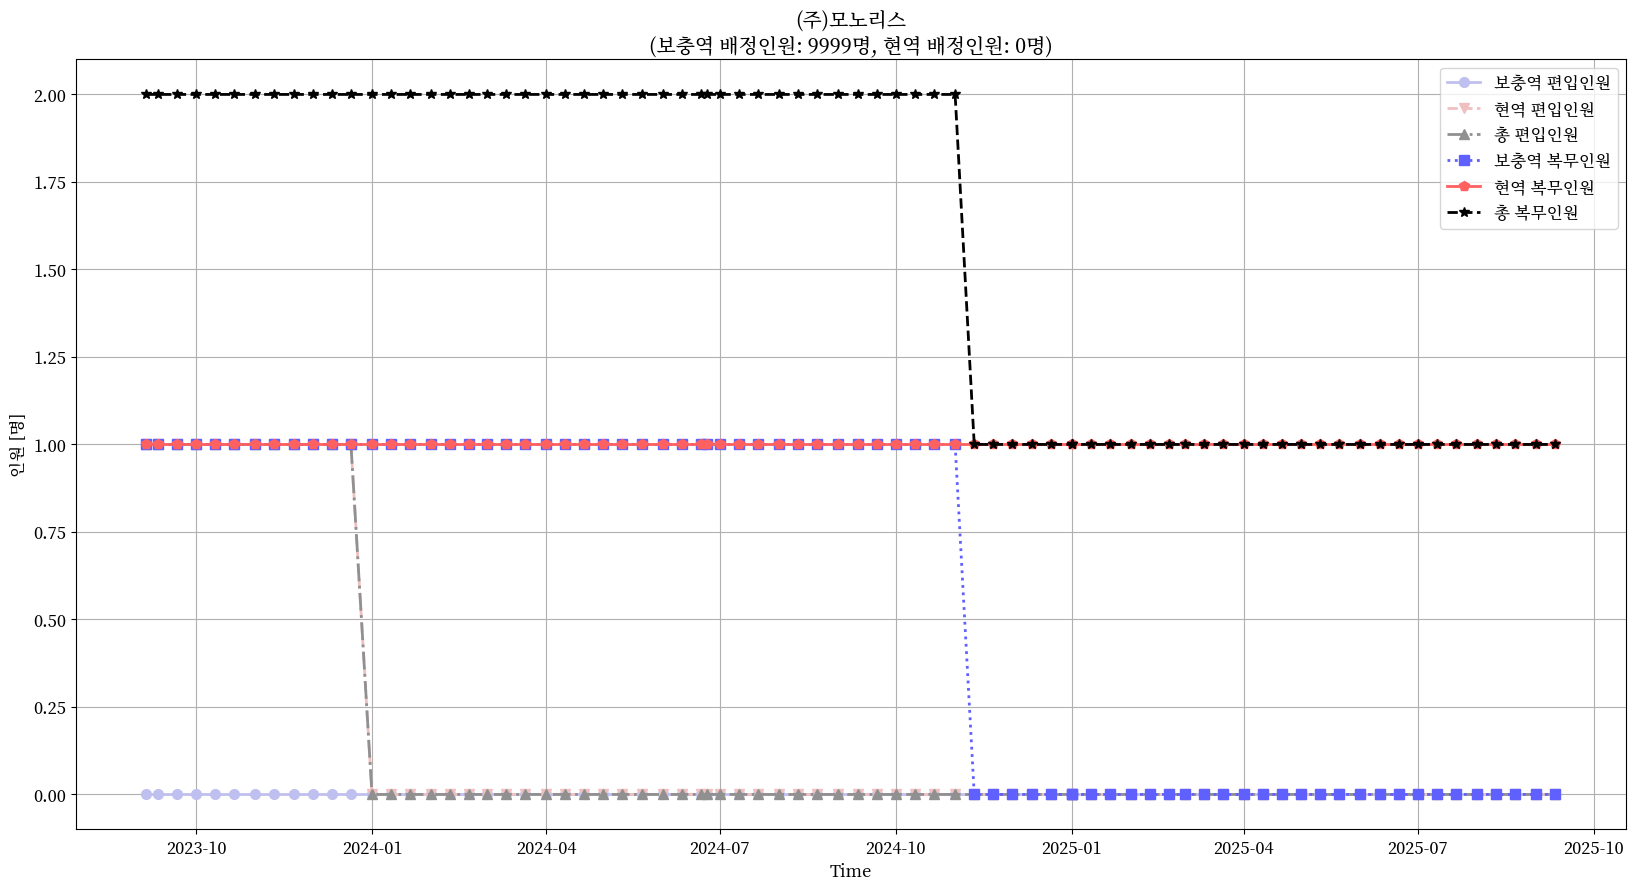 (주)모노리스
(보충역 배정인원: 9999명, 현역 배정인원: 0명)
보충역 편입인원
현역 편입인원
총 편입인원
보충역 복무인원
현역 복무인원
총 복무인원
인원 [명]
2.00
1.75
1.50
1.25
1.00
0.75
0.50
0.25
0.00
2023-10 2024-01 2024-04 2024-07 2024-10 2025-01 2025-04 2025-07 2025-10
Time